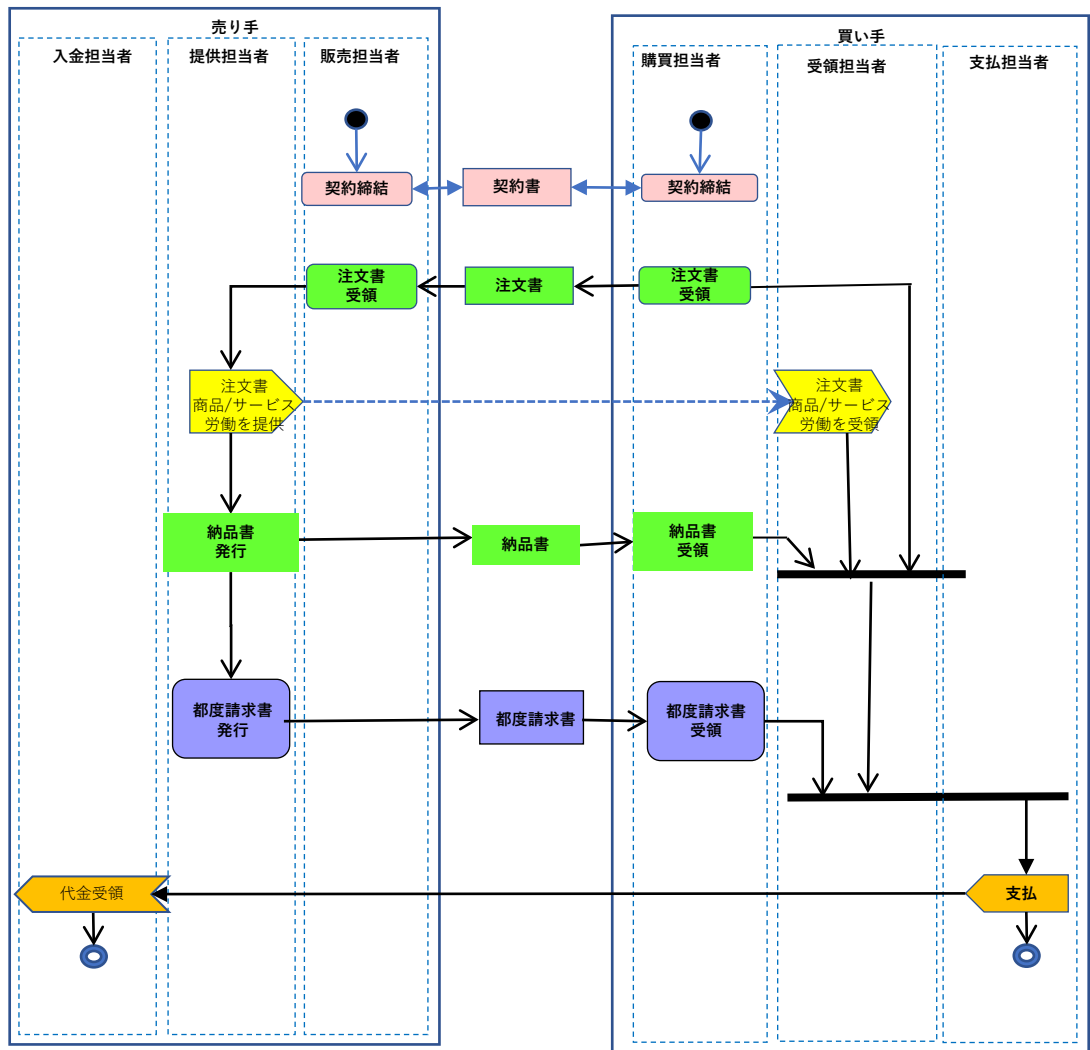 売り手
買い手
入金担当者
提供担当者
販売担当者
購買担当者
受領担当者
支払担当者
契約締結
契約書
契約締結
注文書
受領
注文書
注文書
受領
注文書
商品/サービス
労働を提供
注文書
商品/サービス
労働を受領
納品書
発行
納品書
納品書
受領
都度請求書
発行
都度請求書
都度請求書
受領
代金受領
支払